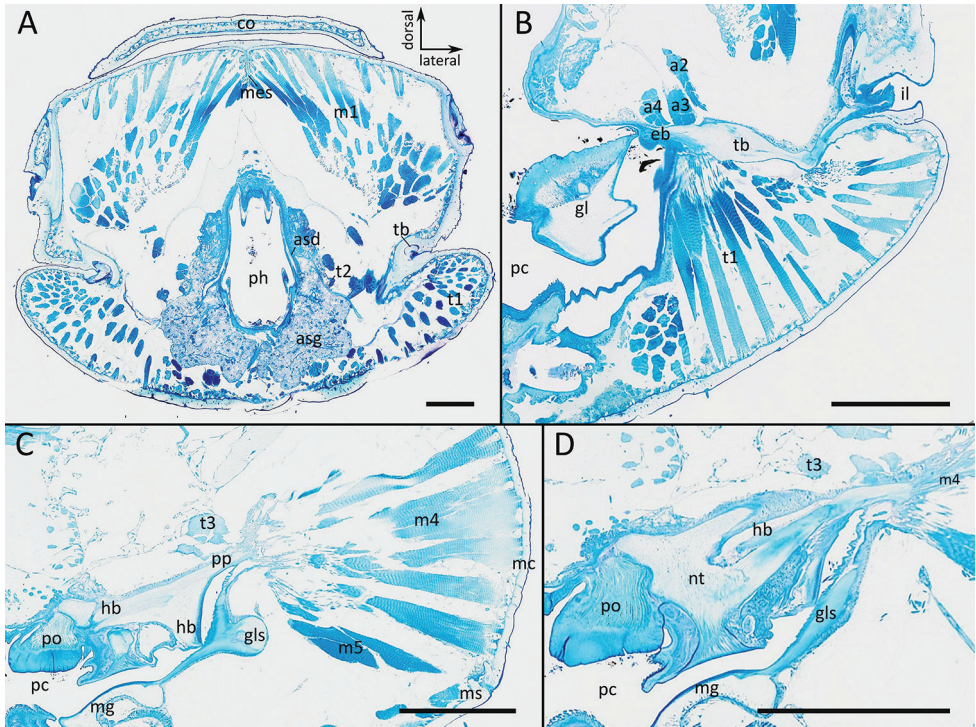 A
co
dorsal
lateral
mes
m1
asd
tb
t2
ph
t1
asg
B
a2
a4
a3
il
eb
tb
gl
t1
pc
C
t3
m4
pp
mc
hb
hb
po
gls
m5
pc
ms
mg
D
t3
m4
hb
nt
po
gls
pc
mg